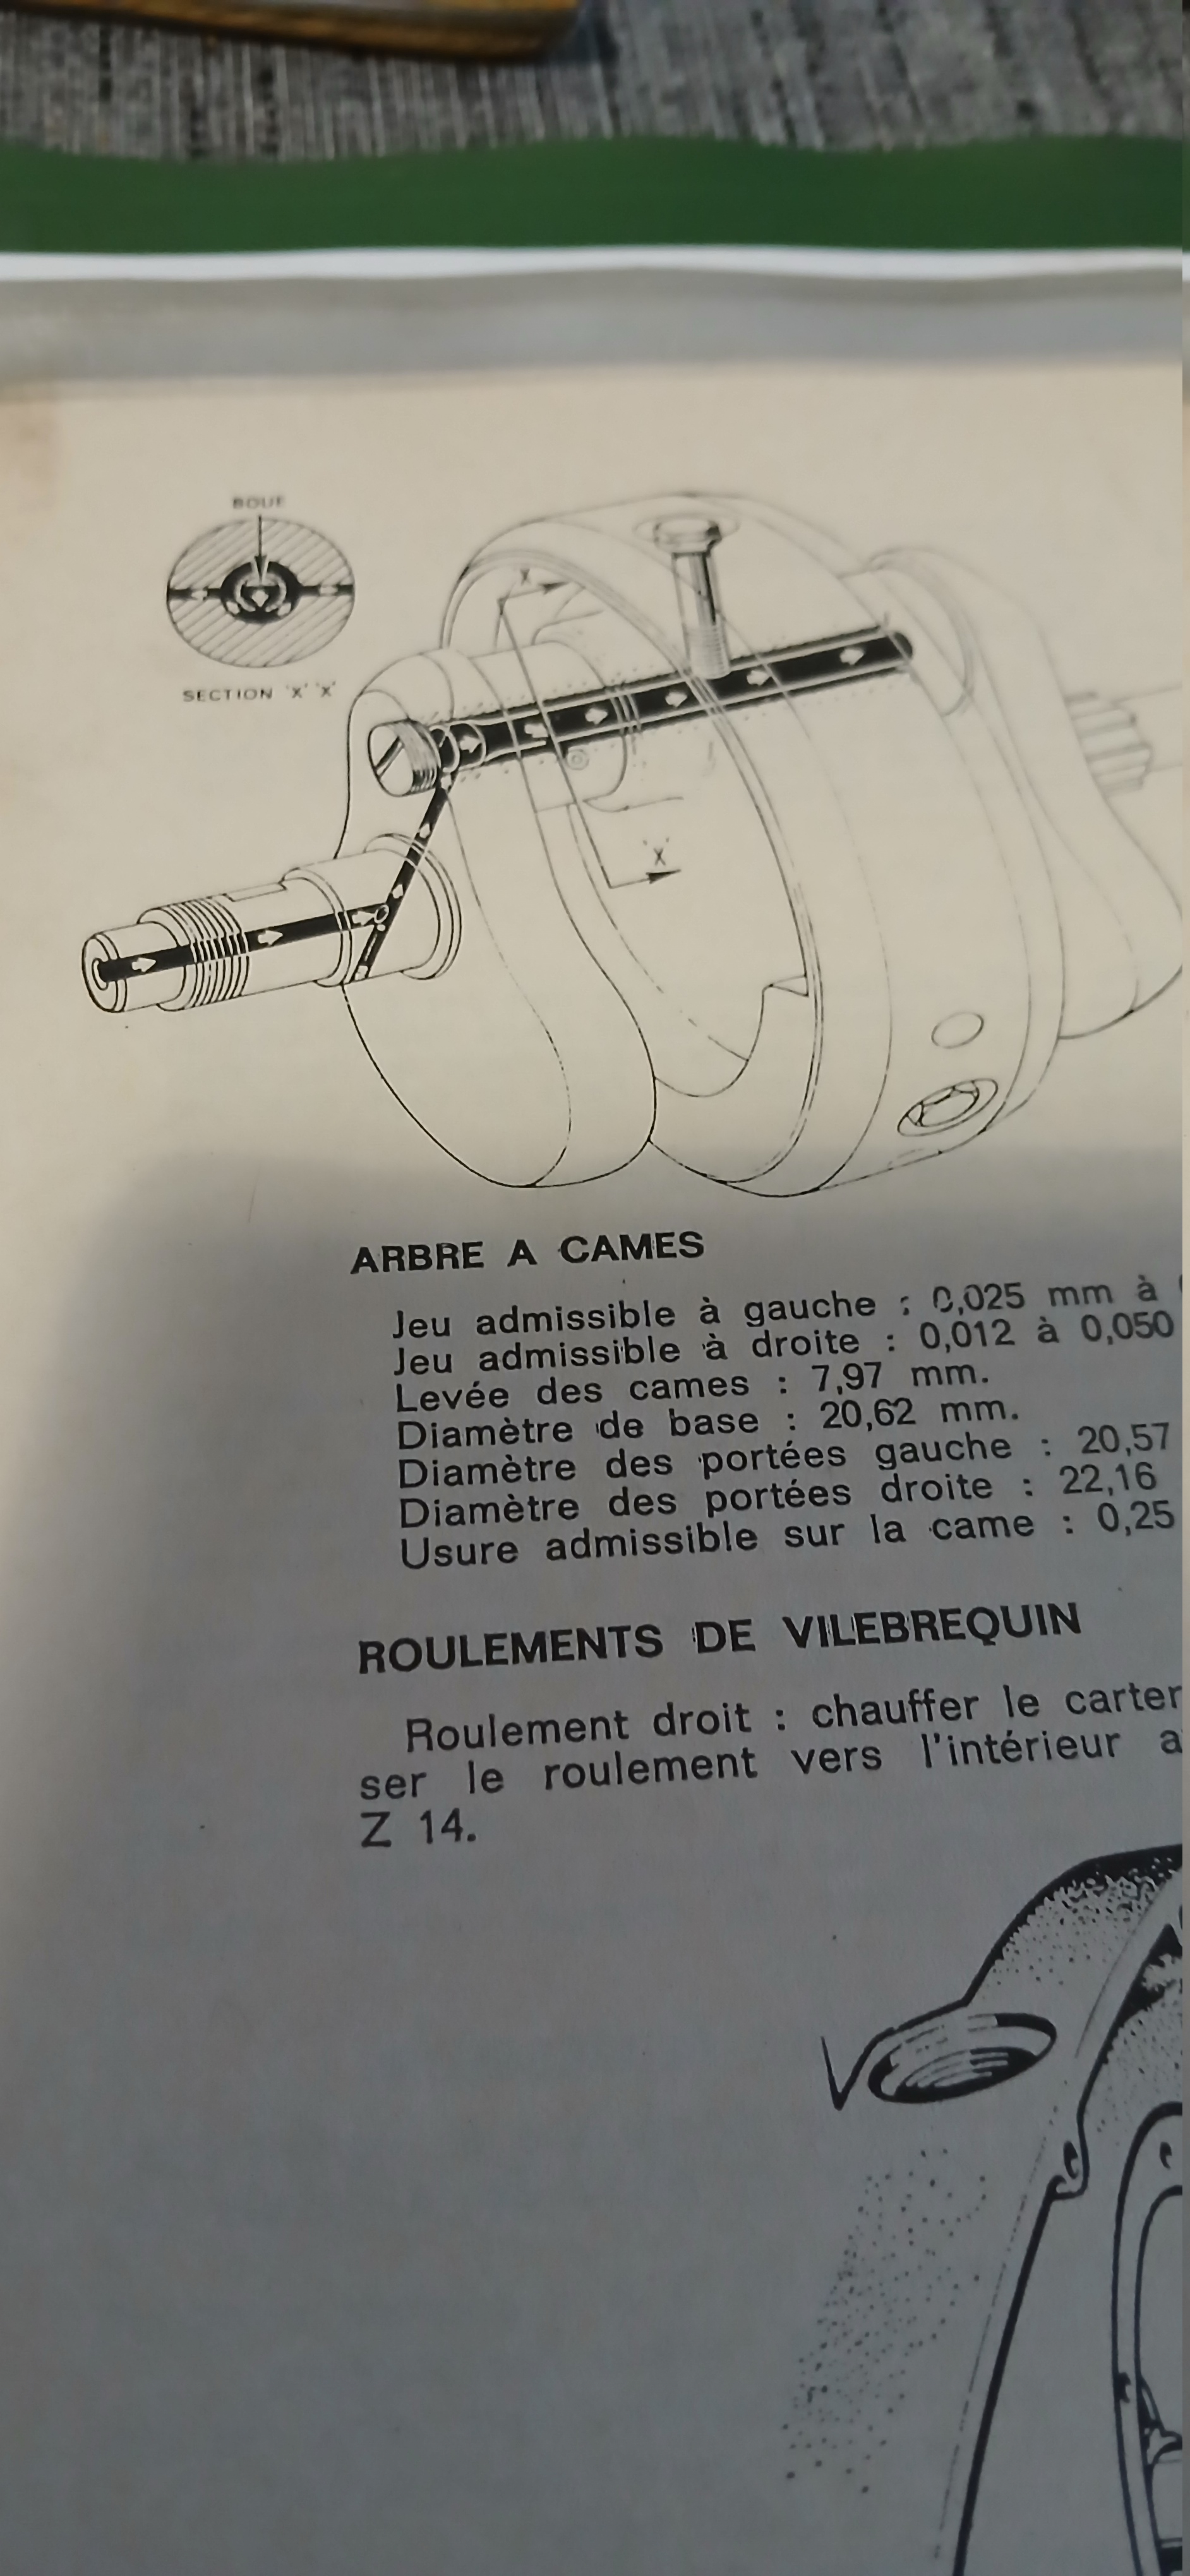 BOUE
SECTION 'X' 'X'
X
'X'
ARBRE A CAMES
Jeu admissible à gauche : 0,025 mm à
Jeu admissible à droite : 0,012 à 0,050
Levée des cames : 7,97 mm.
Diamètre de base : 20,62 mm.
Diamètre des portées gauche : 20,57
Diamètre des portées droite : 22,16
Usure admissible sur la came : 0,25
ROULEMENTS DE VILEBREQUIN
Roulement droit : chauffer le carter
ser le roulement vers l'intérieur a
Z 14.